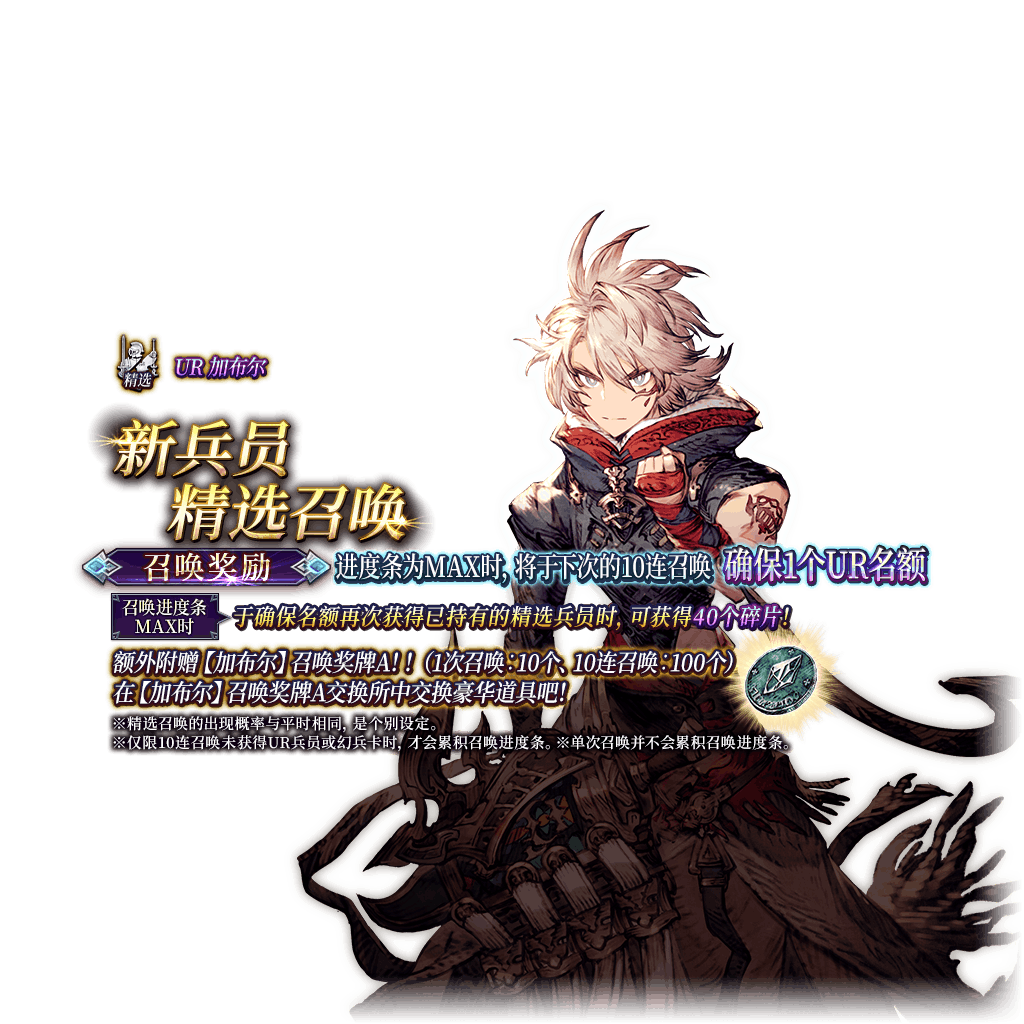 精选
UR 加布尔
新兵员
精选召唤
召唤奖励 进度条为MAX时, 将于下次的10连召唤 确保1个UR名额
召唤进度条
MAX时
于确保名额再次获得已持有的精选兵员时, 可获得40个碎片!
额外附赠【加布尔】召唤奖牌A!!(1次召唤:10个、10连召唤:100个)
在【加布尔】召唤奖牌A交换所中交换豪华道具吧!
※精选召唤的出现概率与平时相同, 是个别设定。
※仅限10连召唤未获得UR兵员或幻兵卡时, 才会累积召唤进度条。※单次召唤并不会累积召唤进度条。